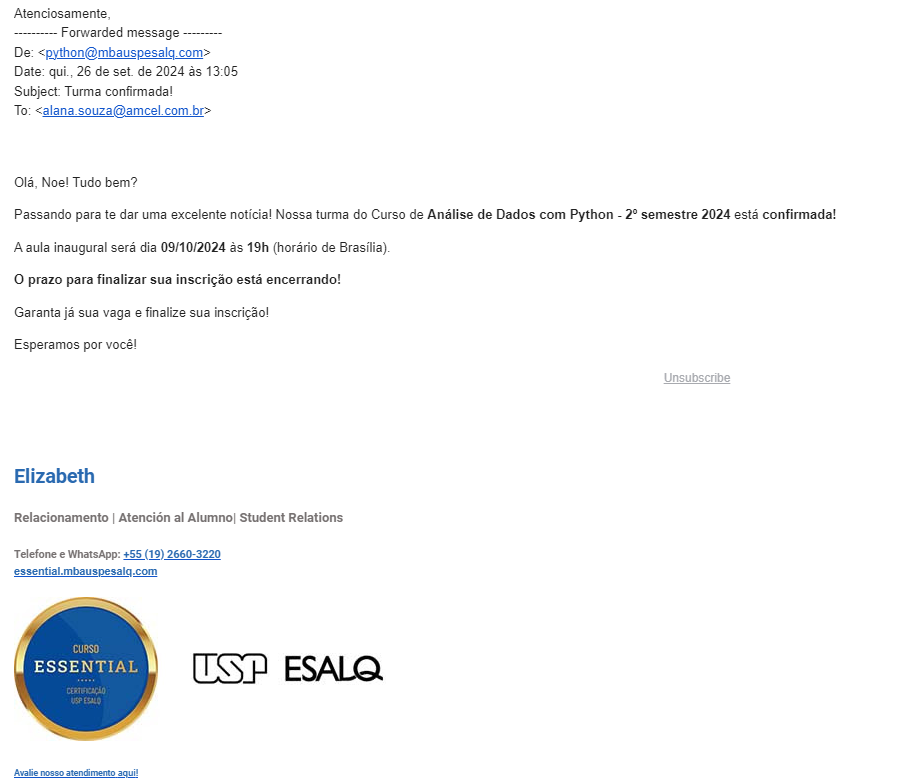 Atenciosamente,
---------- Forwarded message ---------
De: <python@mbauspesalq.com>
Date: qui., 26 de set. de 2024 às 13:05
Subject: Turma confirmada!
To: <alana.souza@amcel.com.br>
Olá, Noe! Tudo bem?
Passando para te dar uma excelente notícia! Nossa turma do Curso de Análise de Dados com Python - 2º semestre 2024 está confirmada!
A aula inaugural será dia 09/10/2024 às 19h (horário de Brasília).
O prazo para finalizar sua inscrição está encerrando!
Garanta já sua vaga e finalize sua inscrição!
Esperamos por você!
Unsubscribe
Elizabeth
Relacionamento | Atención al Alumno| Student Relations
Telefone e WhatsApp: +55 (19) 2660-3220
essential.mbauspesalq.com
CURSO
ESSENTIAL
CERTIFICAÇÃO
USP ESALQ
USP ESALQ
Avalie nosso atendimento aqui!